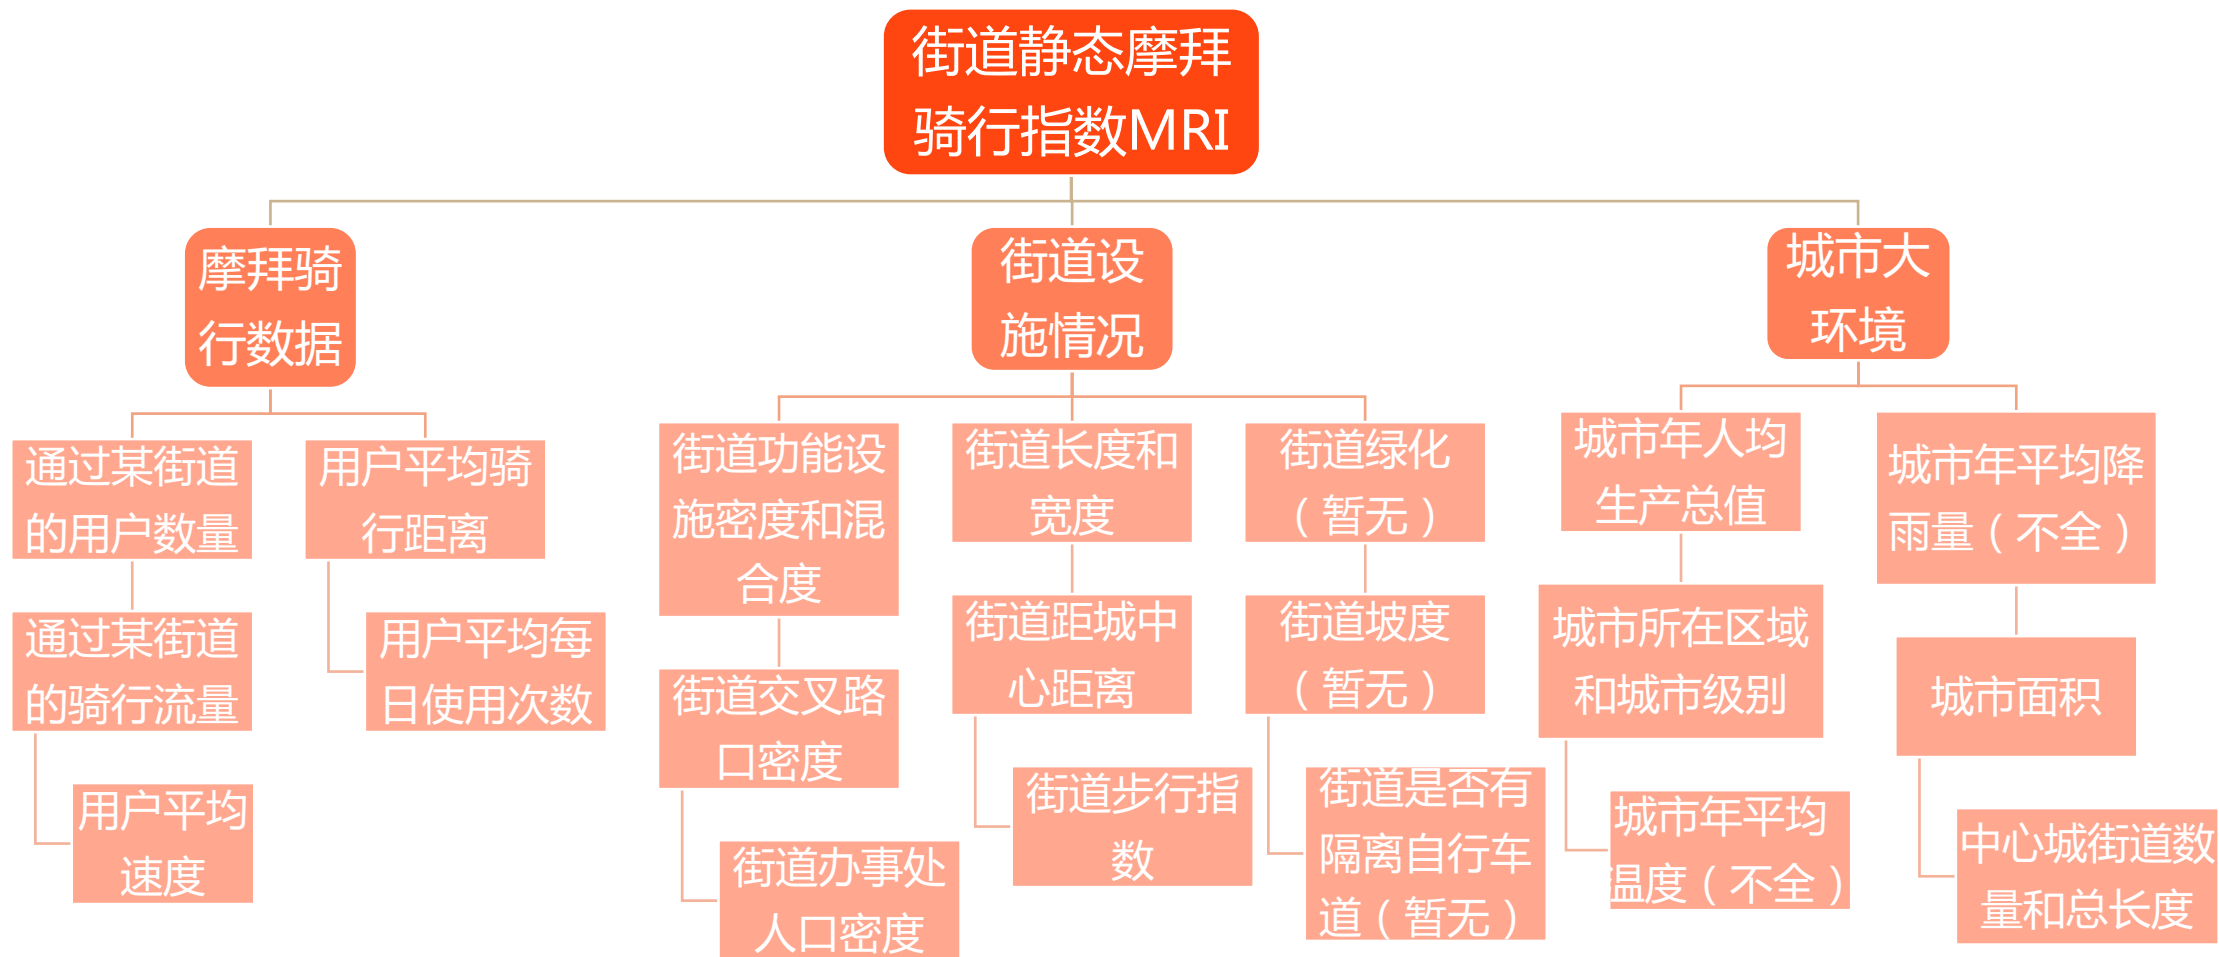 街道静态摩拜
骑行指数MRI
摩拜骑
行数据
街道设
施情况
城市大
环境
通过某街道
的用户数量
用户平均骑
行距离
通过某街道
的骑行流量
用户平均每
日使用次数
用户平均
速度
街道功能设
施密度和混
合度
街道长度和
宽度
街道绿化
（暂无）
街道交叉路
口密度
街道距城中
心距离
街道坡度
（暂无）
街道办事处
人口密度
街道步行指
数
街道是否有
隔离自行车
道（暂无）
城市年人均
生产总值
城市年平均降
雨量（不全）
城市所在区域
和城市级别
城市面积
城市年平均
温度（不全）
中心城街道数
量和总长度